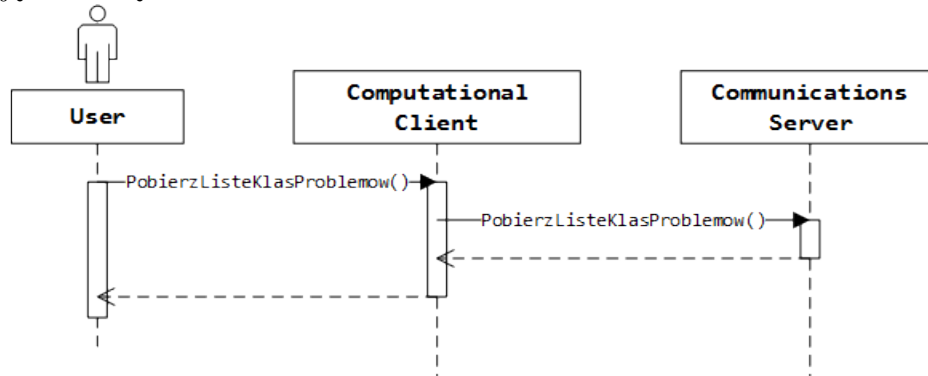 User
Computational
Client
Communications
Server
PobierzListeKlasProblemow()
PobierzListeKlasProblemow()